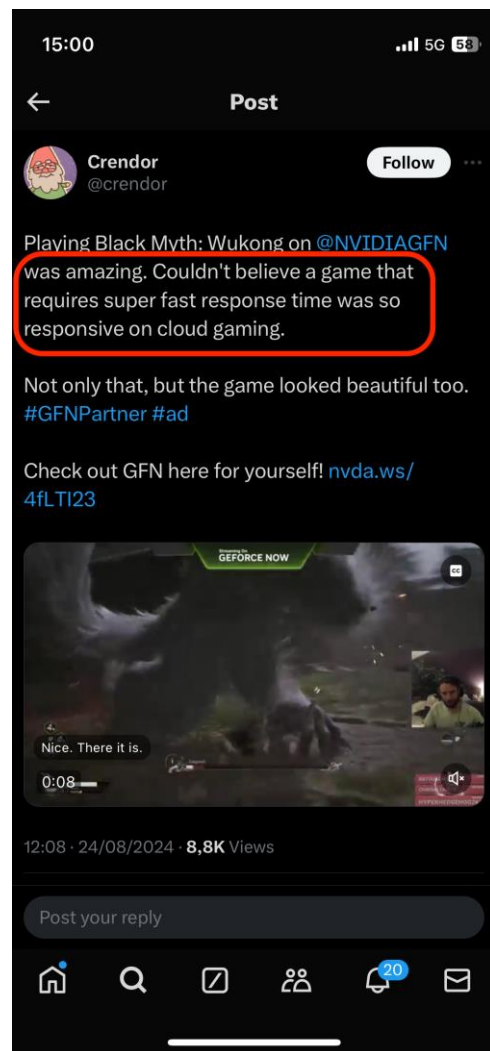 15:00
5G 58
Post
Crendor
@crendor
Follow
Playing Black Myth: Wukong on @NVIDIAGFN
was amazing. Couldn't believe a game that
requires super fast response time was so
responsive on cloud gaming.
Not only that, but the game looked beautiful too.
#GFNPartner #ad
Check out GFN here for yourself! nvda.ws/
4fLTI23
Streaming On
GEFORCE NOW
CC
Nice. There it is.
0:08
12:08 · 24/08/2024 · 8,8K Views
Post your reply
20